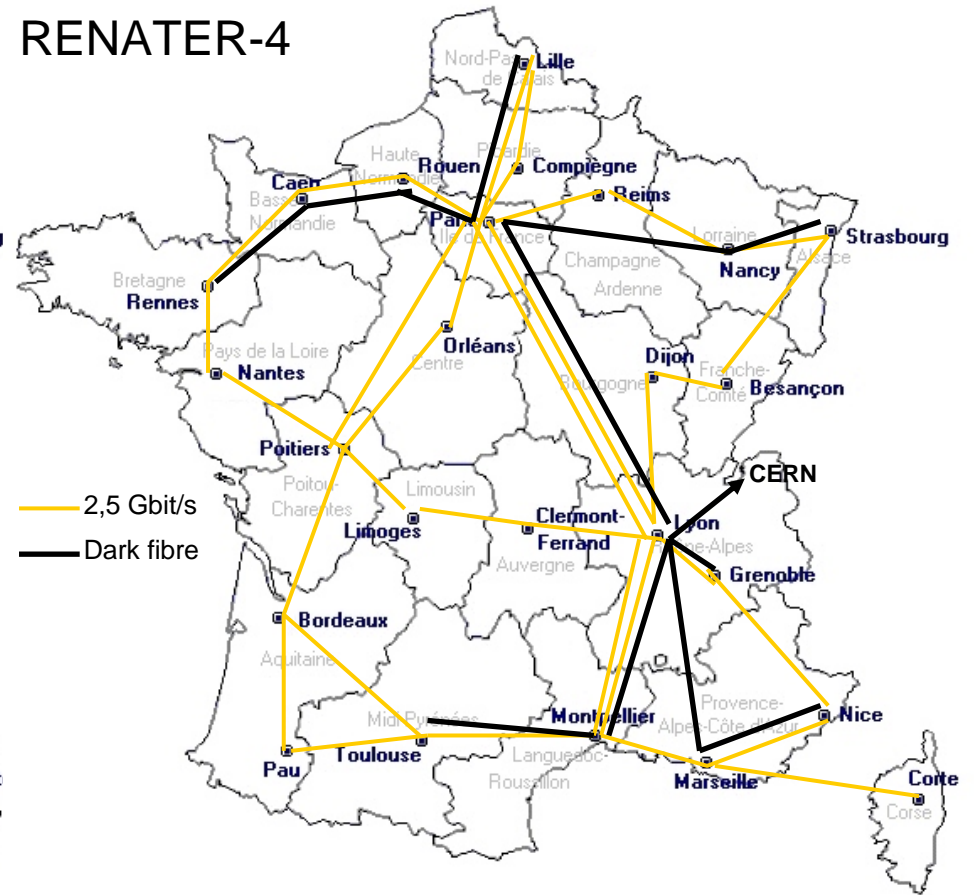 RENATER-4
Nord-Pas
de Calais
Lille
Haute
Normandie
Rouen
Picardie
Compiègne
Caen
Basse
Normandie
Reims
Paris
Ile de France
Lorraine
Nancy
Strasbourg
Alsace
Champagne
Ardenne
Bretagne
Rennes
Orléans
Centre
Pays de la Loire
Nantes
Dijon
Bourgogne
Franche-
Comté
Besançon
Poitiers
Poitou-
Charentes
Limousin
Limoges
CERN
2,5 Gbit/s
Dark fibre
Clermont-
Ferrand
Auvergne
Lyon
Rhône-Alpes
Grenoble
Bordeaux
Aquitaine
Midi-Pyrénées
Toulouse
Pau
Montpellier
Languedoc-
Roussillon
Provence-
Alpes-Côte d'Azur
Nice
Marseille
Corte
Corse